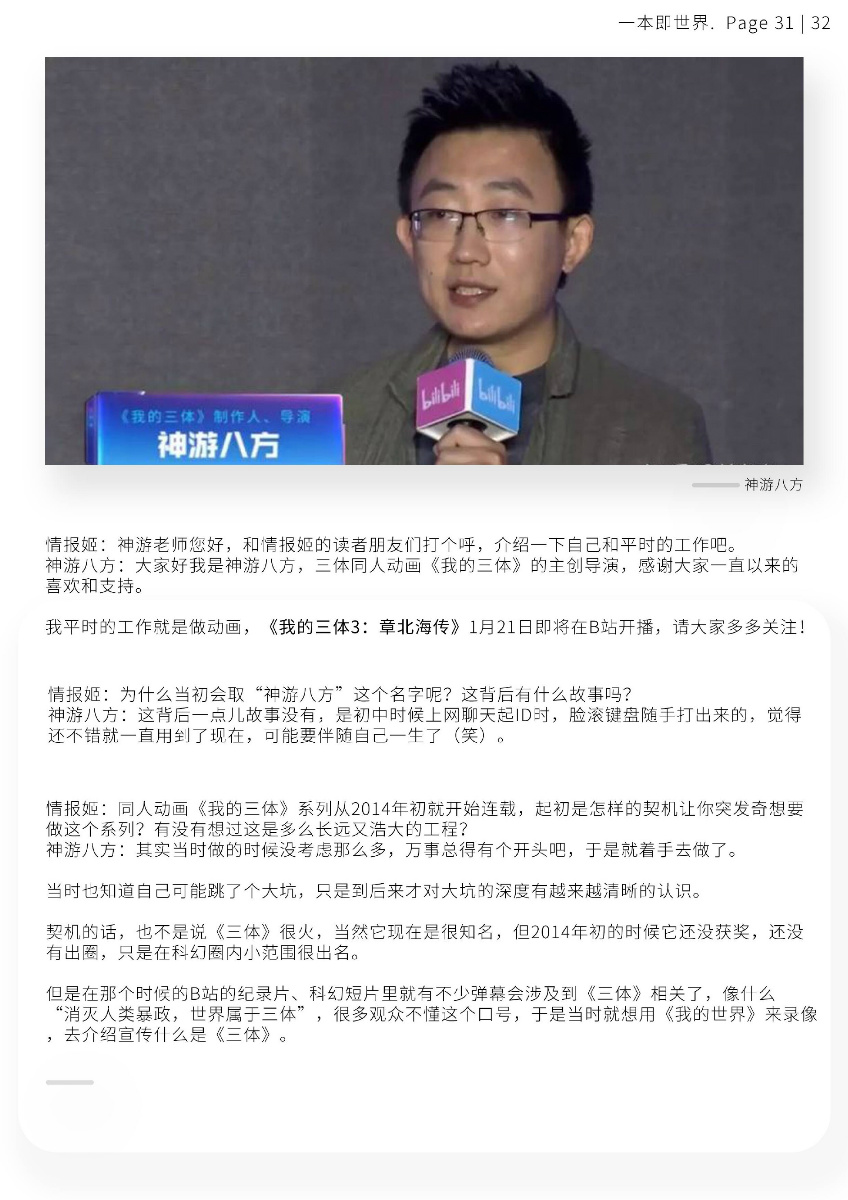 一本即世界. Page 31 | 32
bilibili
bilibili
《我的三体》制作人、导演
神游八方
神游八方
情报姬：神游老师您好，和情报姬的读者朋友们打个呼，介绍一下自己和平时的工作吧。
神游八方：大家好我是神游八方，三体同人动画《我的三体》的主创导演，感谢大家一直以来的
喜欢和支持。
我平时的工作就是做动画，《我的三体3：章北海传》1月21日即将在B站开播，请大家多多关注！
情报姬：为什么当初会取“神游八方”这个名字呢？这背后有什么故事吗？
神游八方：这背后一点儿故事没有，是初中时候上网聊天起ID时，脸滚键盘随手打出来的，觉得
还不错就一直用到了现在，可能要伴随自己一生了（笑）。
情报姬：同人动画《我的三体》系列从2014年初就开始连载，起初是怎样的契机让你突发奇想要
做这个系列？有没有想过这是多么长远又浩大的工程？
神游八方：其实当时做的时候没考虑那么多，万事总得有个开头吧，于是就着手去做了。
当时也知道自己可能跳了个大坑，只是到后来才对大坑的深度有越来越清晰的认识。
契机的话，也不是说《三体》很火，当然它现在是很知名，但2014年初的时候它还没获奖，还没
有出圈，只是在科幻圈内小范围很出名。
但是在那个时候的B站的纪录片、科幻短片里就有不少弹幕会涉及到《三体》相关了，像什么
“消灭人类暴政，世界属于三体”，很多观众不懂这个口号，于是当时就想用《我的世界》来录像
，去介绍宣传什么是《三体》。